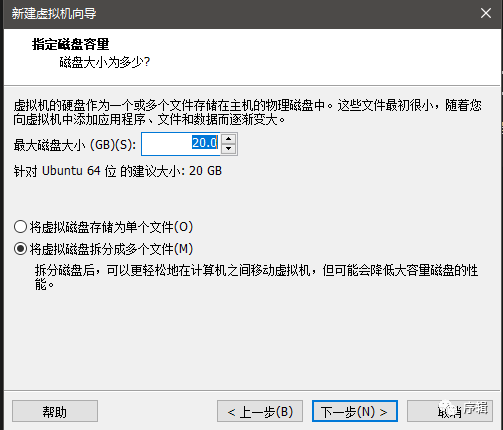 新建虚拟机向导
指定磁盘容量
磁盘大小为多少?
虚拟机的硬盘作为一个或多个文件存储在主机的物理磁盘中。这些文件最初很小，随着您
向虚拟机中添加应用程序、文件和数据而逐渐变大。
最大磁盘大小 (GB)(S): 20.0
针对 Ubuntu 64 位 的建议大小: 20 GB
将虚拟磁盘存储为单个文件(O)
将虚拟磁盘拆分成多个文件(M)
拆分磁盘后，可以更轻松地在计算机之间移动虚拟机，但可能会降低大容量磁盘的性
能。
帮助 < 上一步(B) 下一步(N) > 取消
序辑